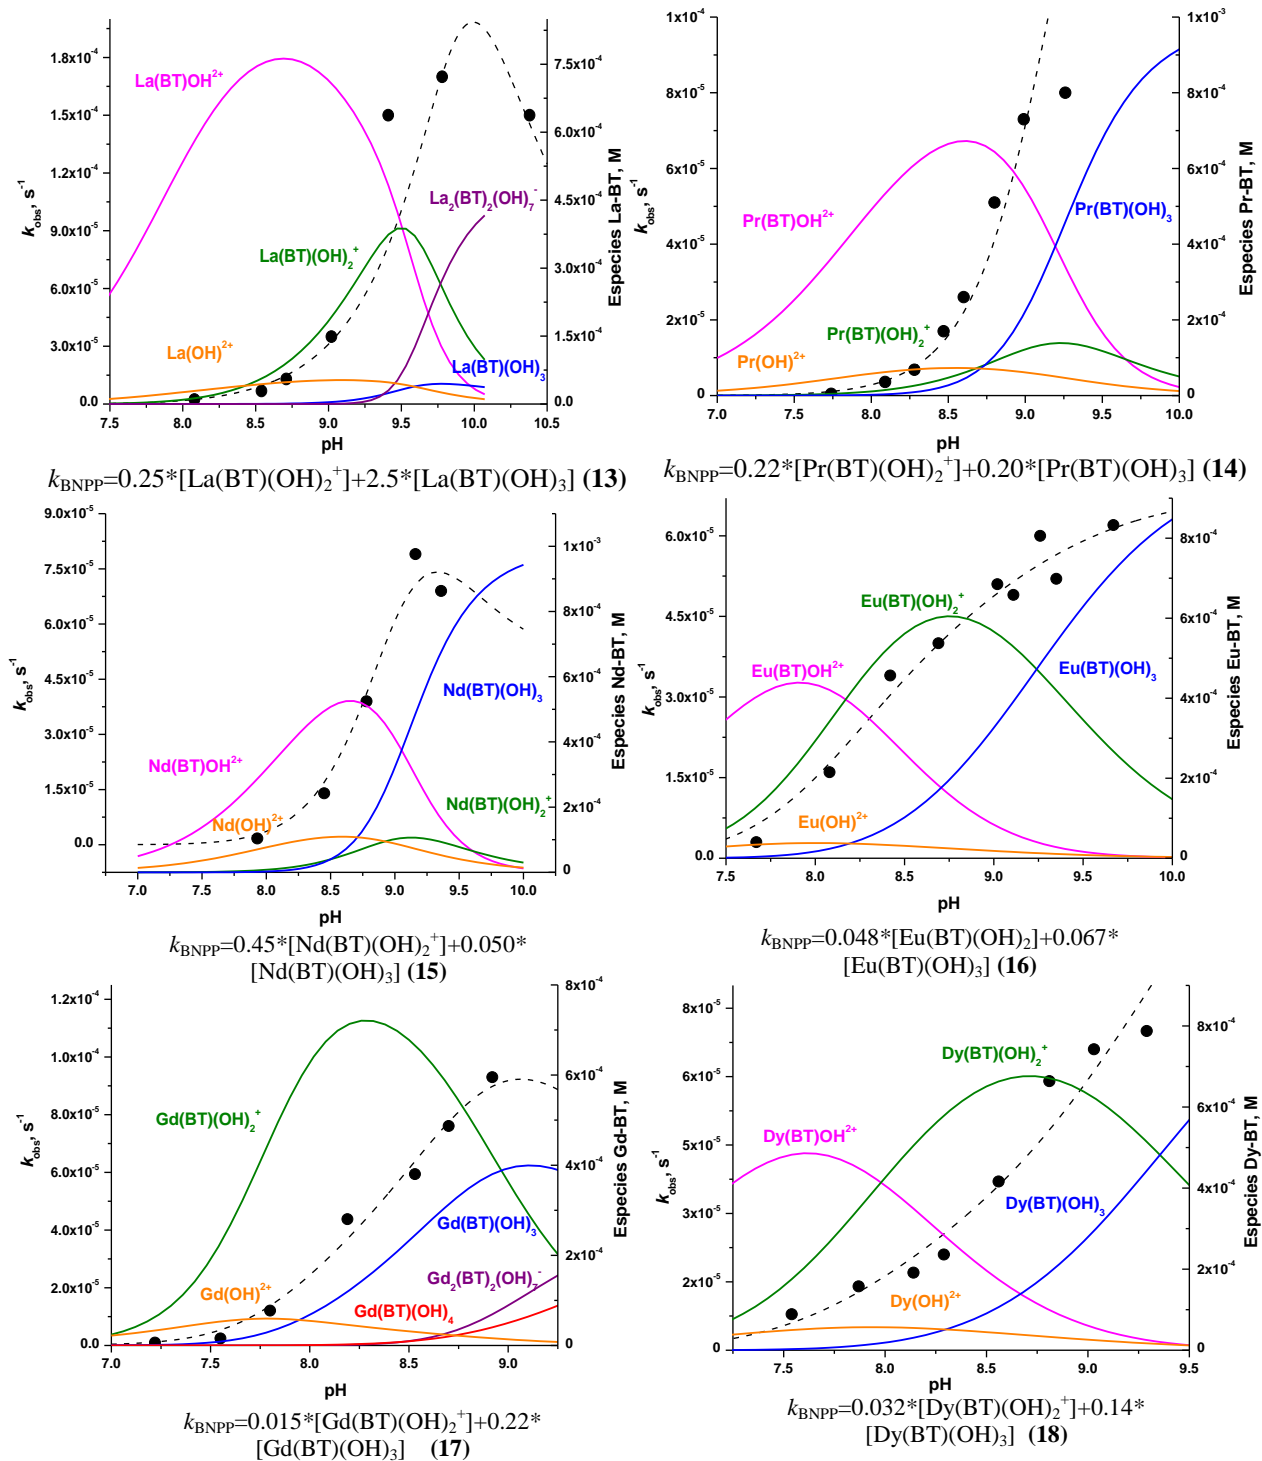 1.8x10⁻⁴
1.5x10⁻⁴
1.2x10⁻⁴
9.0x10⁻⁵
6.0x10⁻⁵
3.0x10⁻⁵
0.0
k_obs, s⁻¹
La(BT)OH²⁺
La(BT)(OH)₂⁺
La₂(BT)₂(OH)₇⁻
La(OH)²⁺
La(BT)(OH)₃
7.5x10⁻⁴
6.0x10⁻⁴
4.5x10⁻⁴
3.0x10⁻⁴
1.5x10⁻⁴
0.0
Especies La-BT, M
7.5 8.0 8.5 9.0 9.5 10.0 10.5
pH
k_BNPP=0.25*[La(BT)(OH)₂⁺]+2.5*[La(BT)(OH)₃] (13)
1x10⁻⁴
8x10⁻⁵
6x10⁻⁵
4x10⁻⁵
2x10⁻⁵
0
k_obs, s⁻¹
Pr(BT)OH²⁺
Pr(BT)(OH)₃
Pr(BT)(OH)₂⁺
Pr(OH)²⁺
1x10⁻³
8x10⁻⁴
6x10⁻⁴
4x10⁻⁴
2x10⁻⁴
0
Especies Pr-BT, M
7.0 7.5 8.0 8.5 9.0 9.5 10.0
pH
k_BNPP=0.22*[Pr(BT)(OH)₂⁺]+0.20*[Pr(BT)(OH)₃] (14)
9.0x10⁻⁵
7.5x10⁻⁵
6.0x10⁻⁵
4.5x10⁻⁵
3.0x10⁻⁵
1.5x10⁻⁵
0.0
k_obs, s⁻¹
Nd(BT)(OH)₃
Nd(BT)OH²⁺
Nd(BT)(OH)₂⁺
Nd(OH)²⁺
1x10⁻³
8x10⁻⁴
6x10⁻⁴
4x10⁻⁴
2x10⁻⁴
0
Especies Nd-BT, M
7.0 7.5 8.0 8.5 9.0 9.5 10.0
pH
k_BNPP=0.45*[Nd(BT)(OH)₂⁺]+0.050*
[Nd(BT)(OH)₃] (15)
6.0x10⁻⁵
4.5x10⁻⁵
3.0x10⁻⁵
1.5x10⁻⁵
0.0
k_obs, s⁻¹
Eu(BT)(OH)₂⁺
Eu(BT)OH²⁺
Eu(BT)(OH)₃
Eu(OH)²⁺
8x10⁻⁴
6x10⁻⁴
4x10⁻⁴
2x10⁻⁴
0
Especies Eu-BT, M
7.5 8.0 8.5 9.0 9.5 10.0
pH
k_BNPP=0.048*[Eu(BT)(OH)₂]+0.067*
[Eu(BT)(OH)₃] (16)
1.2x10⁻⁴
1.0x10⁻⁴
8.0x10⁻⁵
6.0x10⁻⁵
4.0x10⁻⁵
2.0x10⁻⁵
0.0
k_obs, s⁻¹
Gd(BT)(OH)₂⁺
Gd(BT)(OH)₃
Gd₂(BT)₂(OH)₇⁻
Gd(OH)²⁺
Gd(BT)(OH)₄
8x10⁻⁴
6x10⁻⁴
4x10⁻⁴
2x10⁻⁴
0
Especies Gd-BT, M
7.0 7.5 8.0 8.5 9.0
pH
k_BNPP=0.015*[Gd(BT)(OH)₂⁺]+0.22*
[Gd(BT)(OH)₃] (17)
8x10⁻⁵
6x10⁻⁵
5x10⁻⁵
3x10⁻⁵
2x10⁻⁵
0
k_obs, s⁻¹
Dy(BT)(OH)₂⁺
Dy(BT)OH²⁺
Dy(BT)(OH)₃
Dy(OH)²⁺
8x10⁻⁴
6x10⁻⁴
4x10⁻⁴
2x10⁻⁴
0
Especies Dy-BT, M
7.5 8.0 8.5 9.0 9.5
pH
k_BNPP=0.032*[Dy(BT)(OH)₂⁺]+0.14*
[Dy(BT)(OH)₃] (18)